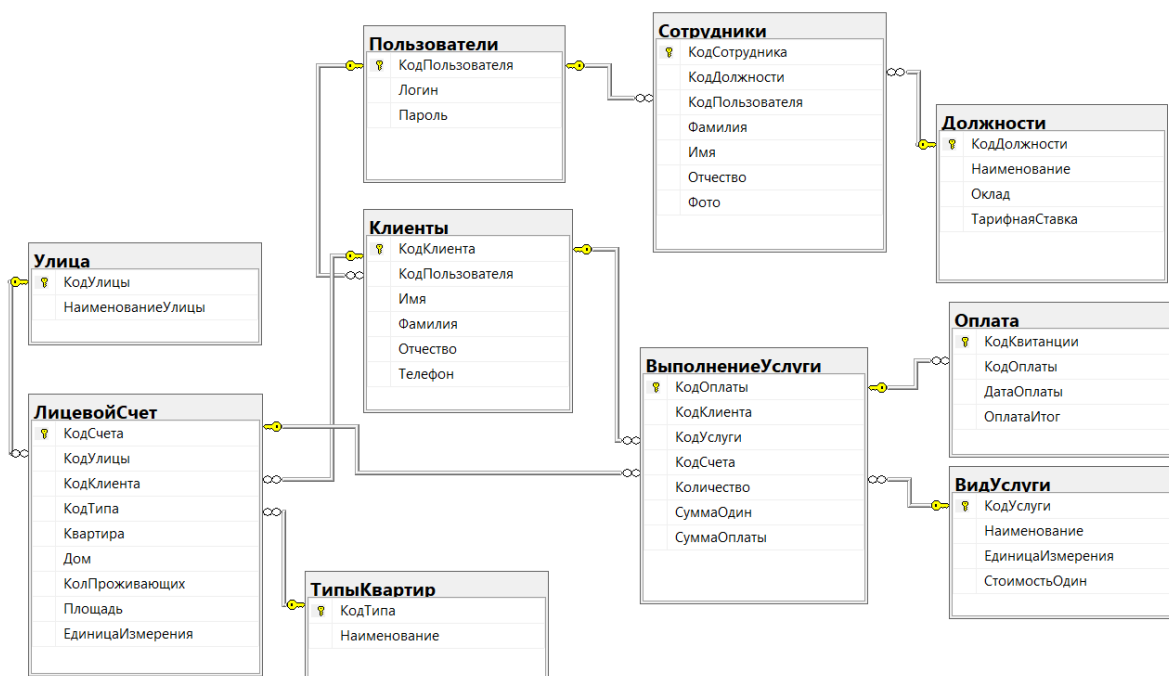 Пользователи
КодПользователя
Логин
Пароль
Сотрудники
КодСотрудника
КодДолжности
КодПользователя
Фамилия
Имя
Отчество
Фото
Должности
КодДолжности
Наименование
Оклад
ТарифнаяСтавка
Клиенты
КодКлиента
КодПользователя
Имя
Фамилия
Отчество
Телефон
Улица
КодУлицы
НаименованиеУлицы
Оплата
КодКвитанции
КодОплаты
ДатаОплаты
ОплатаИтог
ВыполнениеУслуги
КодОплаты
КодКлиента
КодУслуги
КодСчета
Количество
СуммаОдин
СуммаОплаты
ЛицевойСчет
КодСчета
КодУлицы
КодКлиента
КодТипа
Квартира
Дом
КолПроживающих
Площадь
ЕдиницаИзмерения
ВидУслуги
КодУслуги
Наименование
ЕдиницаИзмерения
СтоимостьОдин
ТипыКвартир
КодТипа
Наименование